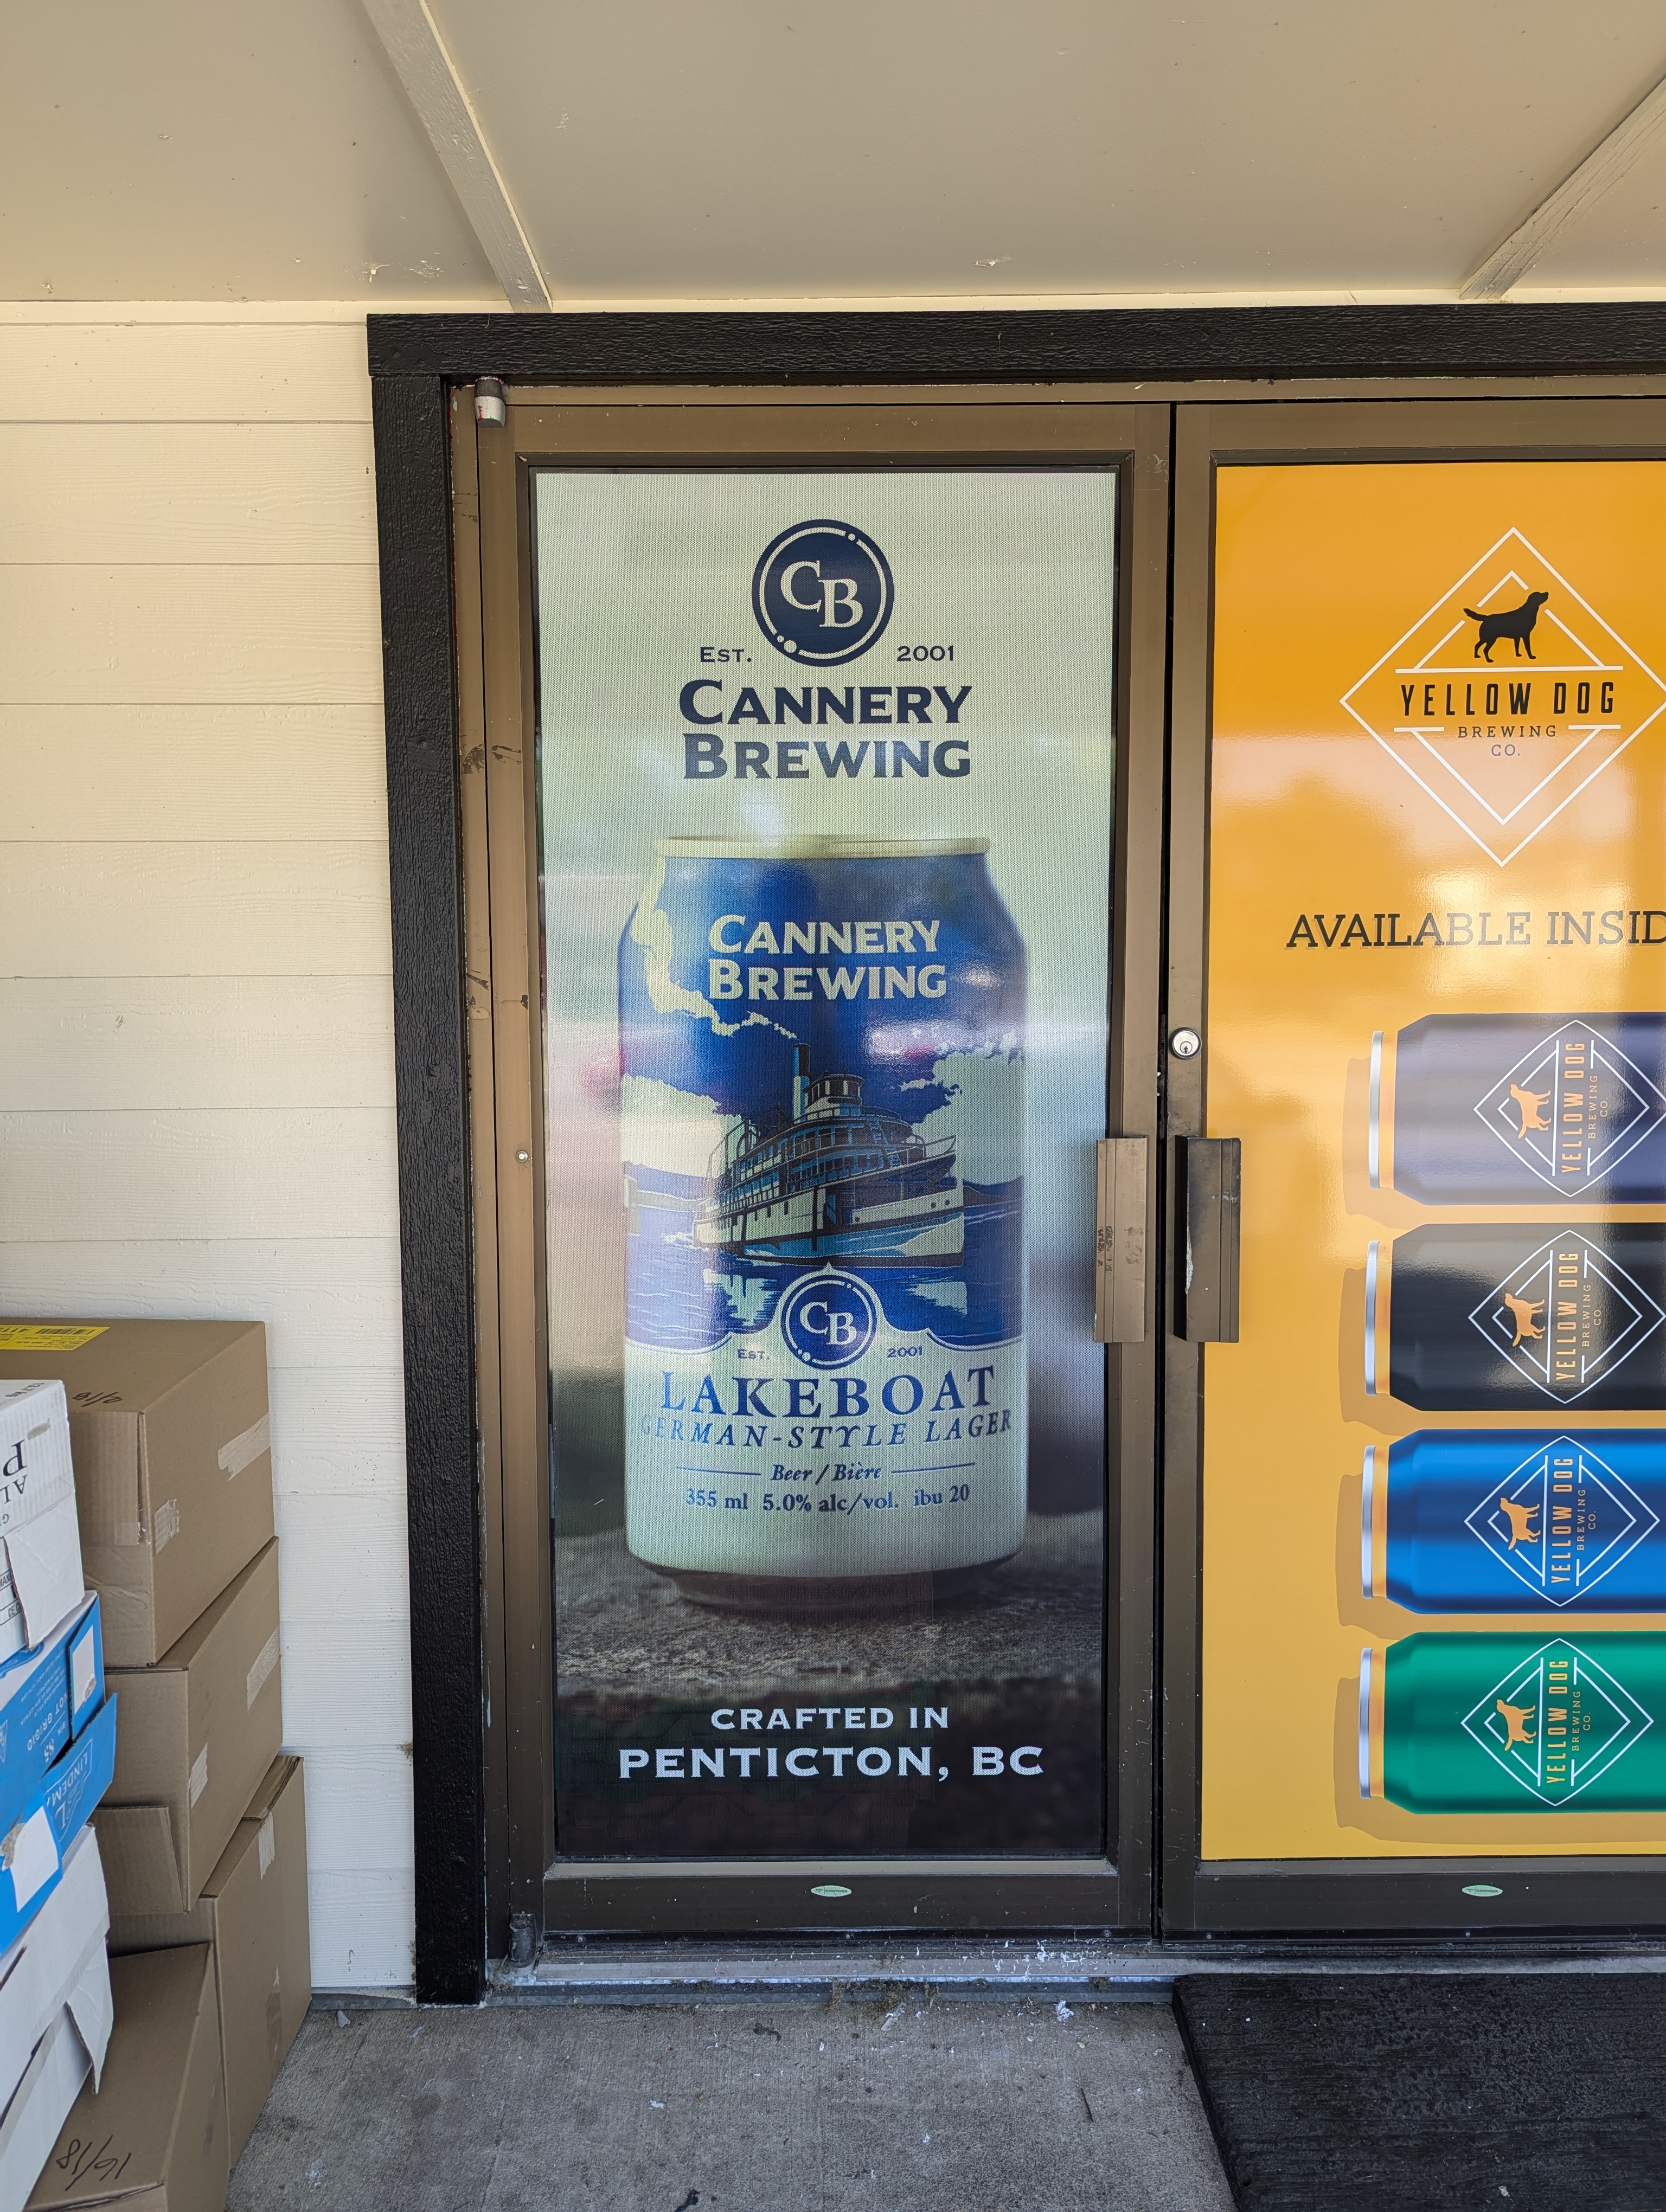 CB
EST. 2001
CANNERY
BREWING
CANNERY
BREWING
CB
EST. 2001
LAKEBOAT
GERMAN-STYLE LAGER
Beer / Bière
355 ml 5.0% alc/vol. ibu 20
CRAFTED IN
PENTICTON, BC
YELLOW DOG
BREWING
CO.
AVAILABLE INSID
YELLOW DOG
BREWING
CO.
YELLOW DOG
BREWING
CO.
YELLOW DOG
BREWING
CO.
YELLOW DOG
BREWING
CO.